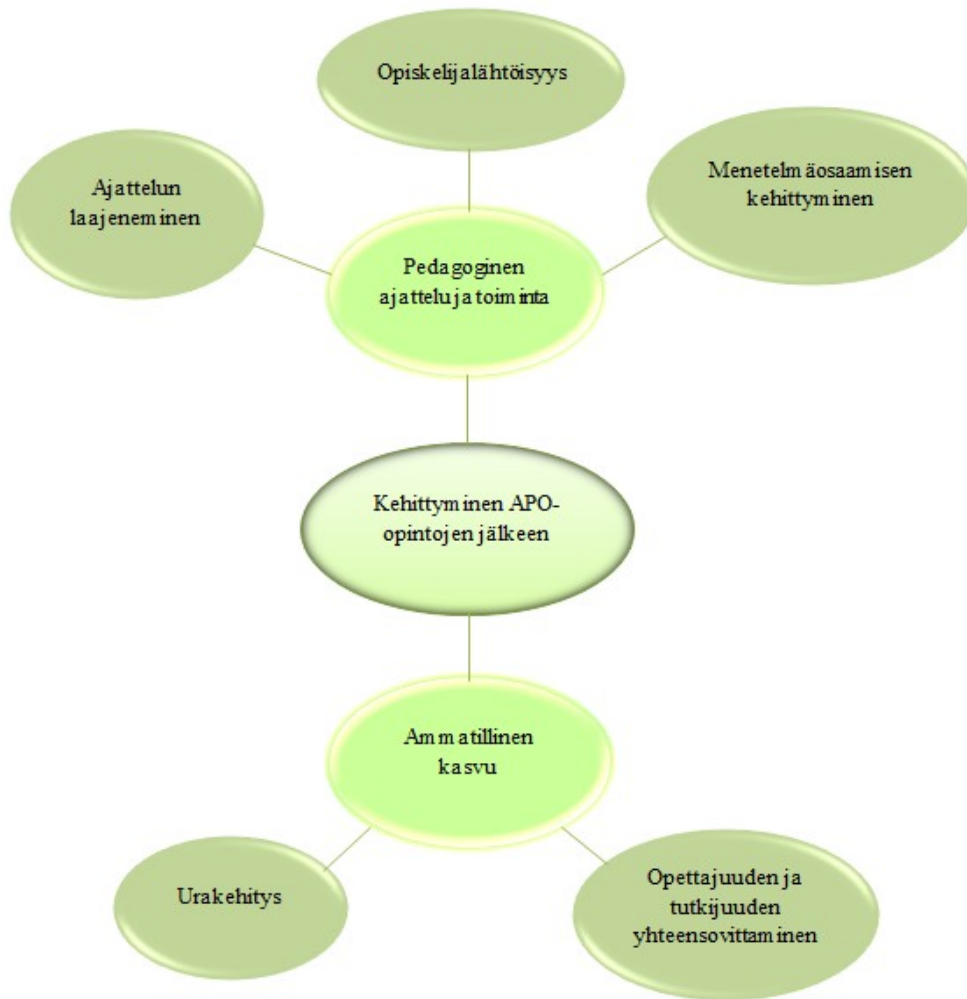 Opiskelijalähtöisyys
Ajattelun
laajeneminen
Menetelmäosaamisen
kehittyminen
Pedagoginen
ajattelu ja toiminta
Kehittyminen APO-
opintojen jälkeen
Ammatillinen
kasvu
Urakehitys
Opettajuuden ja
tutkijuuden
yhteensovittaminen